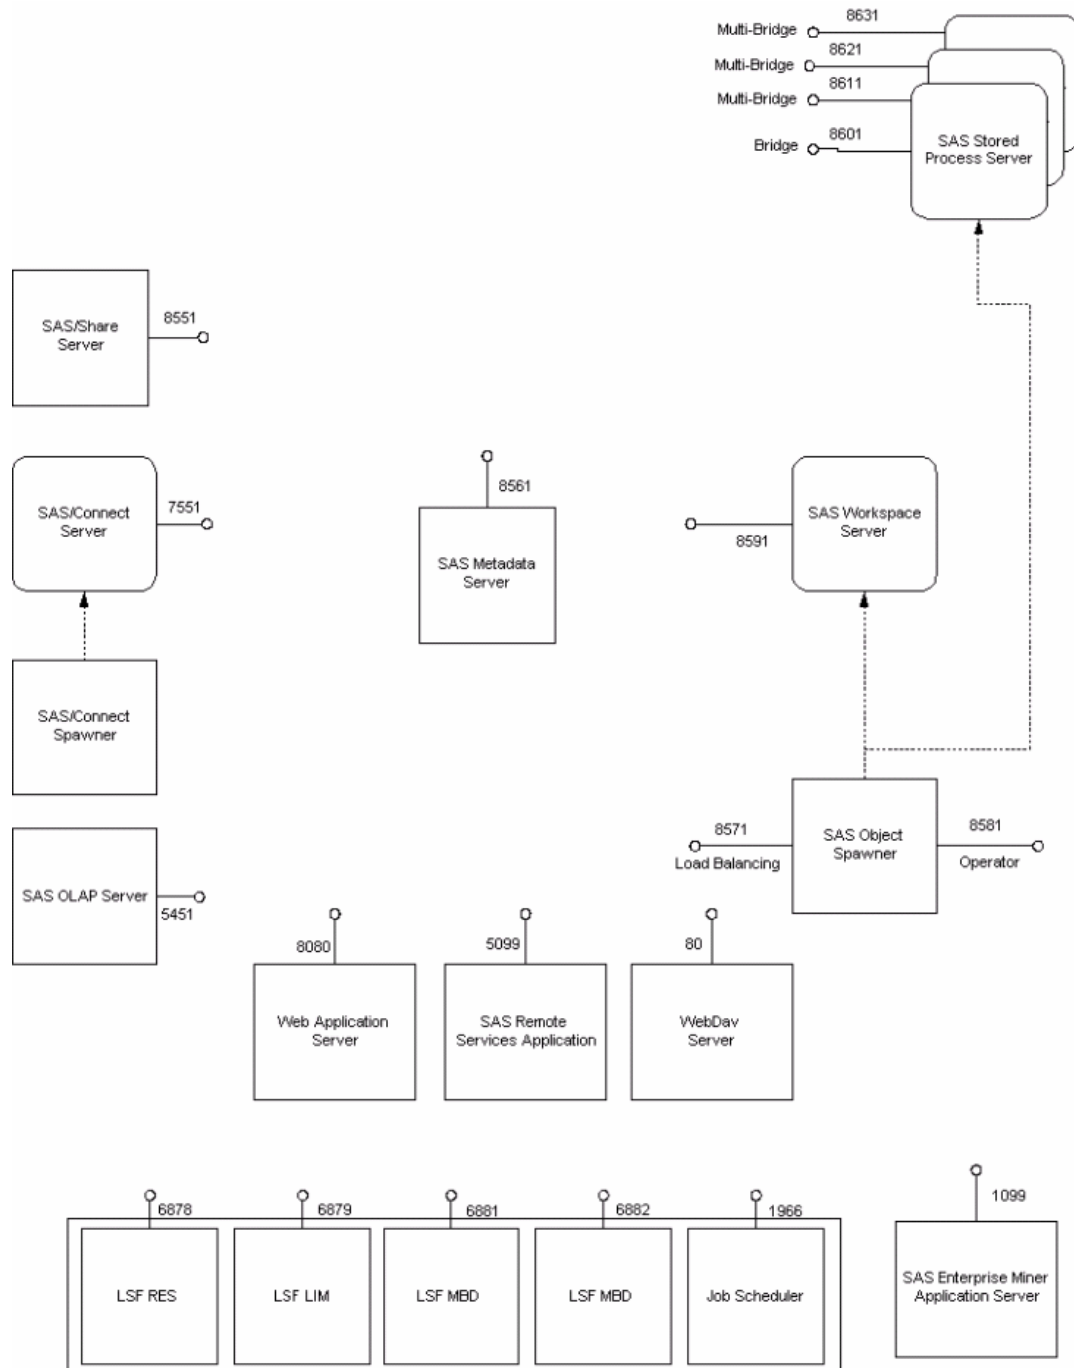 Multi-Bridge 8631
Multi-Bridge 8621
Multi-Bridge 8611
Bridge 8601
SAS Stored
Process Server
SAS/Share
Server
8551
SAS/Connect
Server
7551
8561
SAS Metadata
Server
8591
SAS Workspace
Server
SAS/Connect
Spawner
8571
Load Balancing
SAS Object
Spawner
8581
Operator
SAS OLAP Server
5451
8080
Web Application
Server
5099
SAS Remote
Services Application
80
WebDav
Server
6878
LSF RES
6879
LSF LIM
6881
LSF MBD
6882
LSF MBD
1966
Job Scheduler
1099
SAS Enterprise Miner
Application Server